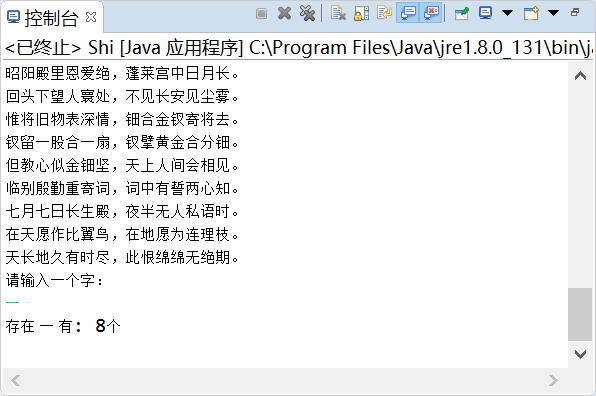 控制台
<已终止> Shi [Java 应用程序] C:\Program Files\Java\jre1.8.0_131\bin\ja
昭阳殿里恩爱绝，蓬莱宫中日月长。
回头下望人寰处，不见长安见尘雾。
惟将旧物表深情，钿合金钗寄将去。
钗留一股合一扇，钗擘黄金合分钿。
但教心似金钿坚，天上人间会相见。
临别殷勤重寄词，词中有誓两心知。
七月七日长生殿，夜半无人私语时。
在天愿作比翼鸟，在地愿为连理枝。
天长地久有时尽，此恨绵绵无绝期。
请输入一个字：
一
存在 一 有： 8个